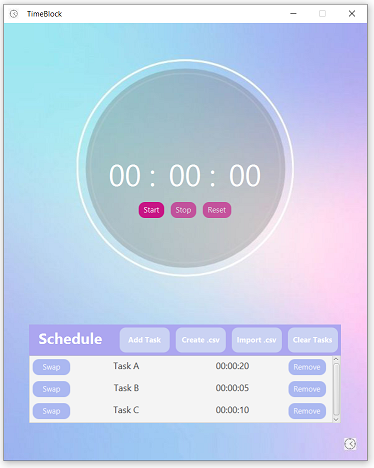 TimeBlock
00 : 00 : 00
Start Stop Reset
Schedule Add Task Create .csv Import .csv Clear Tasks
Swap Task A 00:00:20 Remove
Swap Task B 00:00:05 Remove
Swap Task C 00:00:10 Remove